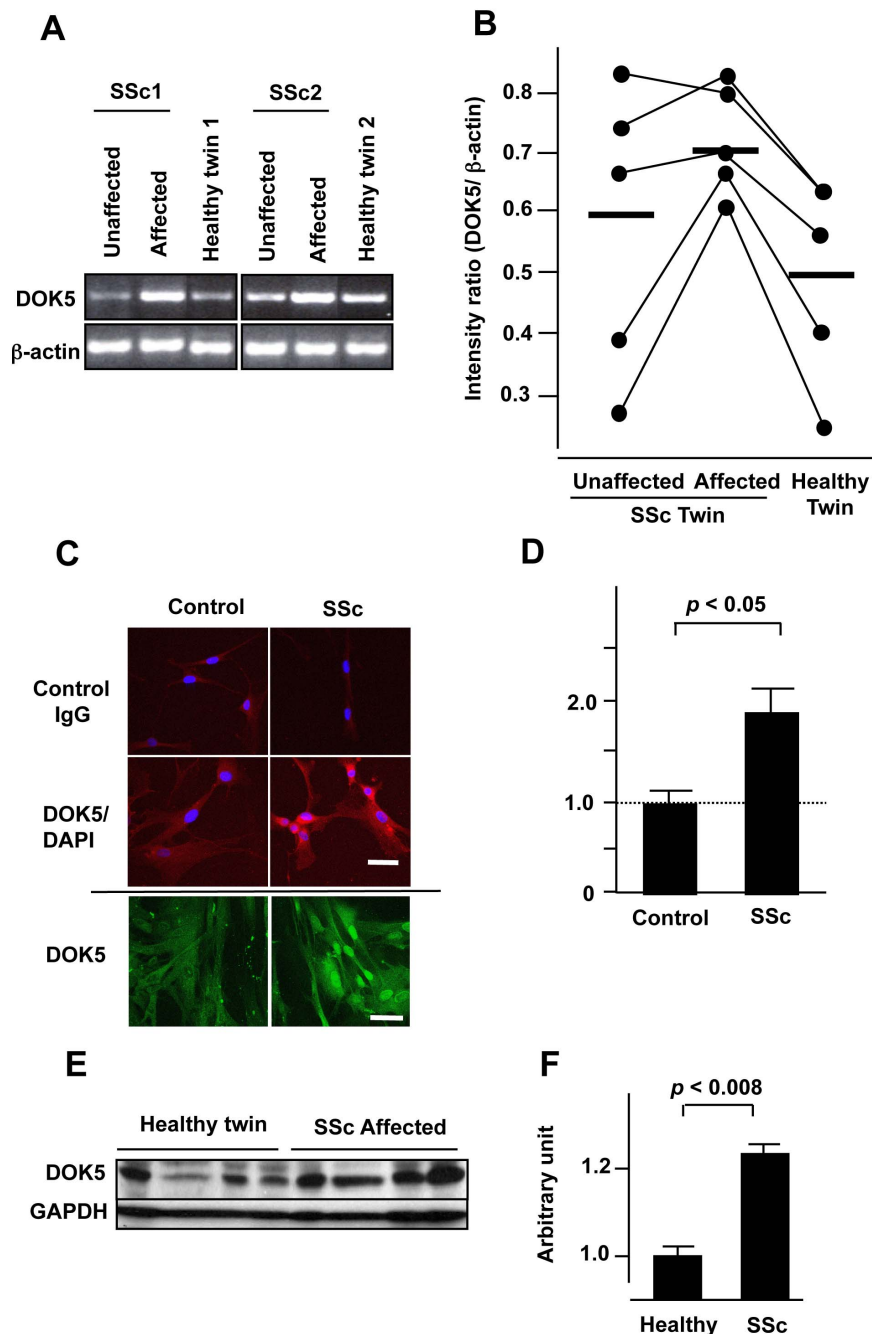 A
SSc1
SSc2
Unaffected
Affected
Healthy twin 1
Unaffected
Affected
Healthy twin 2
DOK5
β-actin
B
Intensity ratio (DOK5/ β-actin)
0.8
0.7
0.6
0.5
0.4
0.3
Unaffected Affected Healthy
Twin
SSc Twin
C
Control SSc
Control
IgG
DOK5/
DAPI
DOK5
D
p < 0.05
2.0
1.0
0
Control SSc
E
Healthy twin SSc Affected
DOK5
GAPDH
F
p < 0.008
Arbitrary unit
1.2
1.0
Healthy SSc